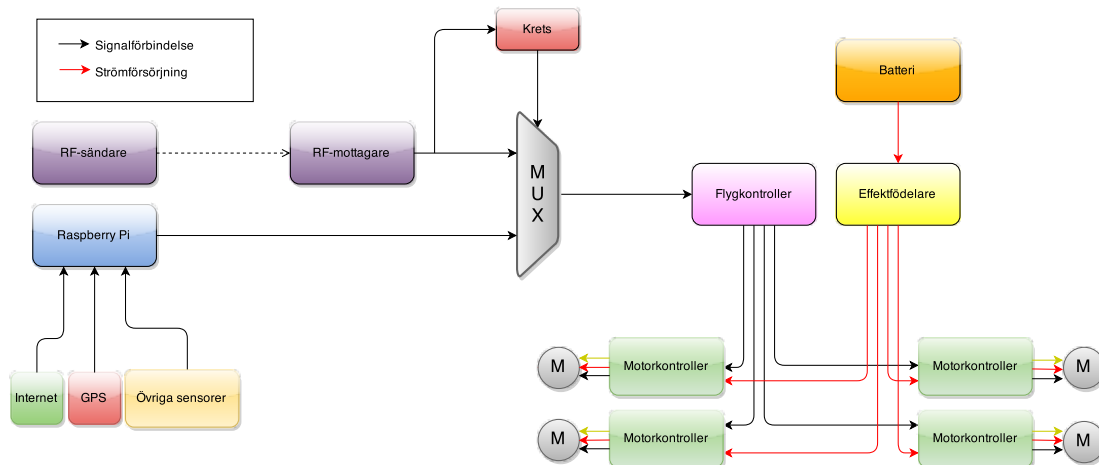 Krets
Signalförbindelse
Strömförsörjning
Batteri
RF-sändare
RF-mottagare
M
U
X
Flygkontroller
Effektfödelare
Raspberry Pi
Internet
GPS
Övriga sensorer
M
Motorkontroller
Motorkontroller
M
M
Motorkontroller
Motorkontroller
M